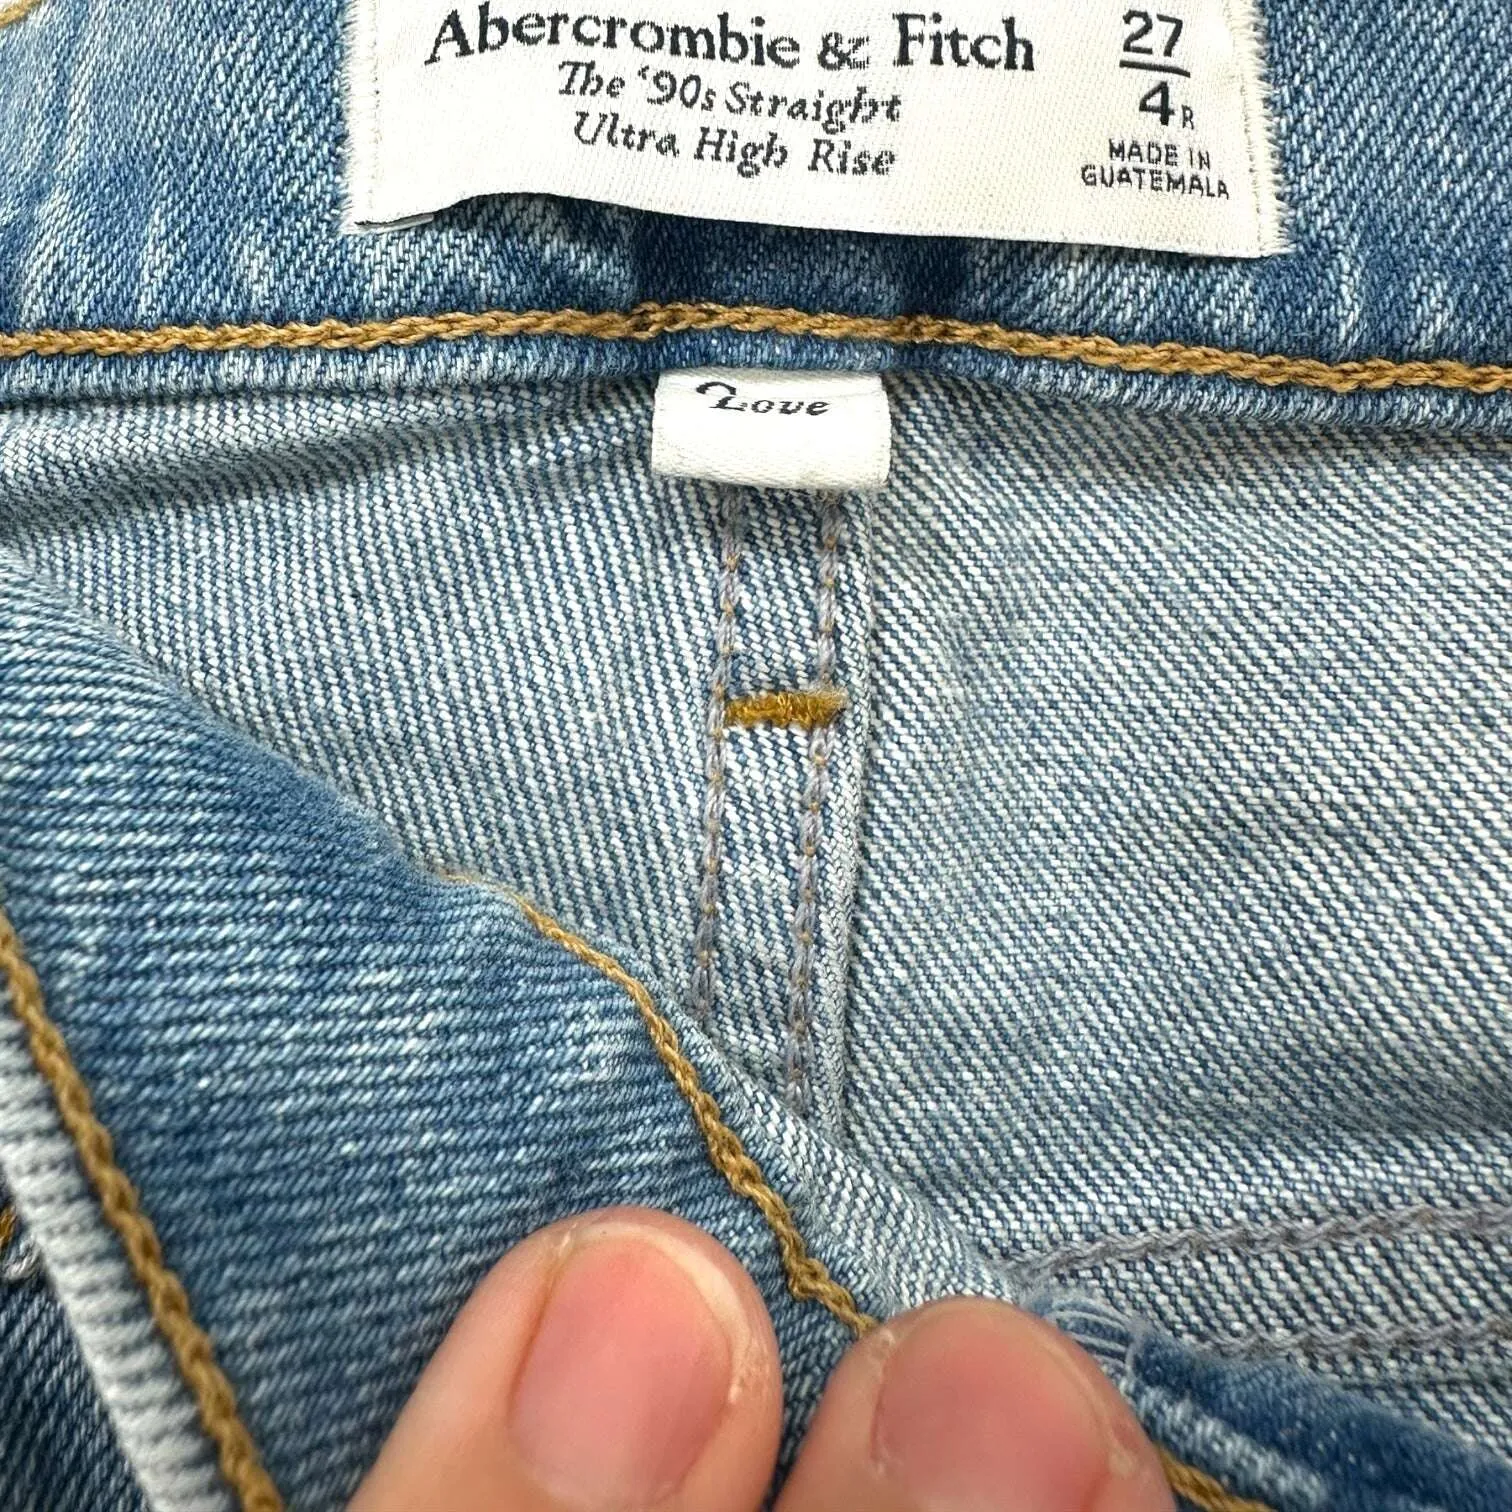 Abercrombie & Fitch
The '90s Straight
Ultra High Rise
27
4R
MADE IN
GUATEMALA
Love